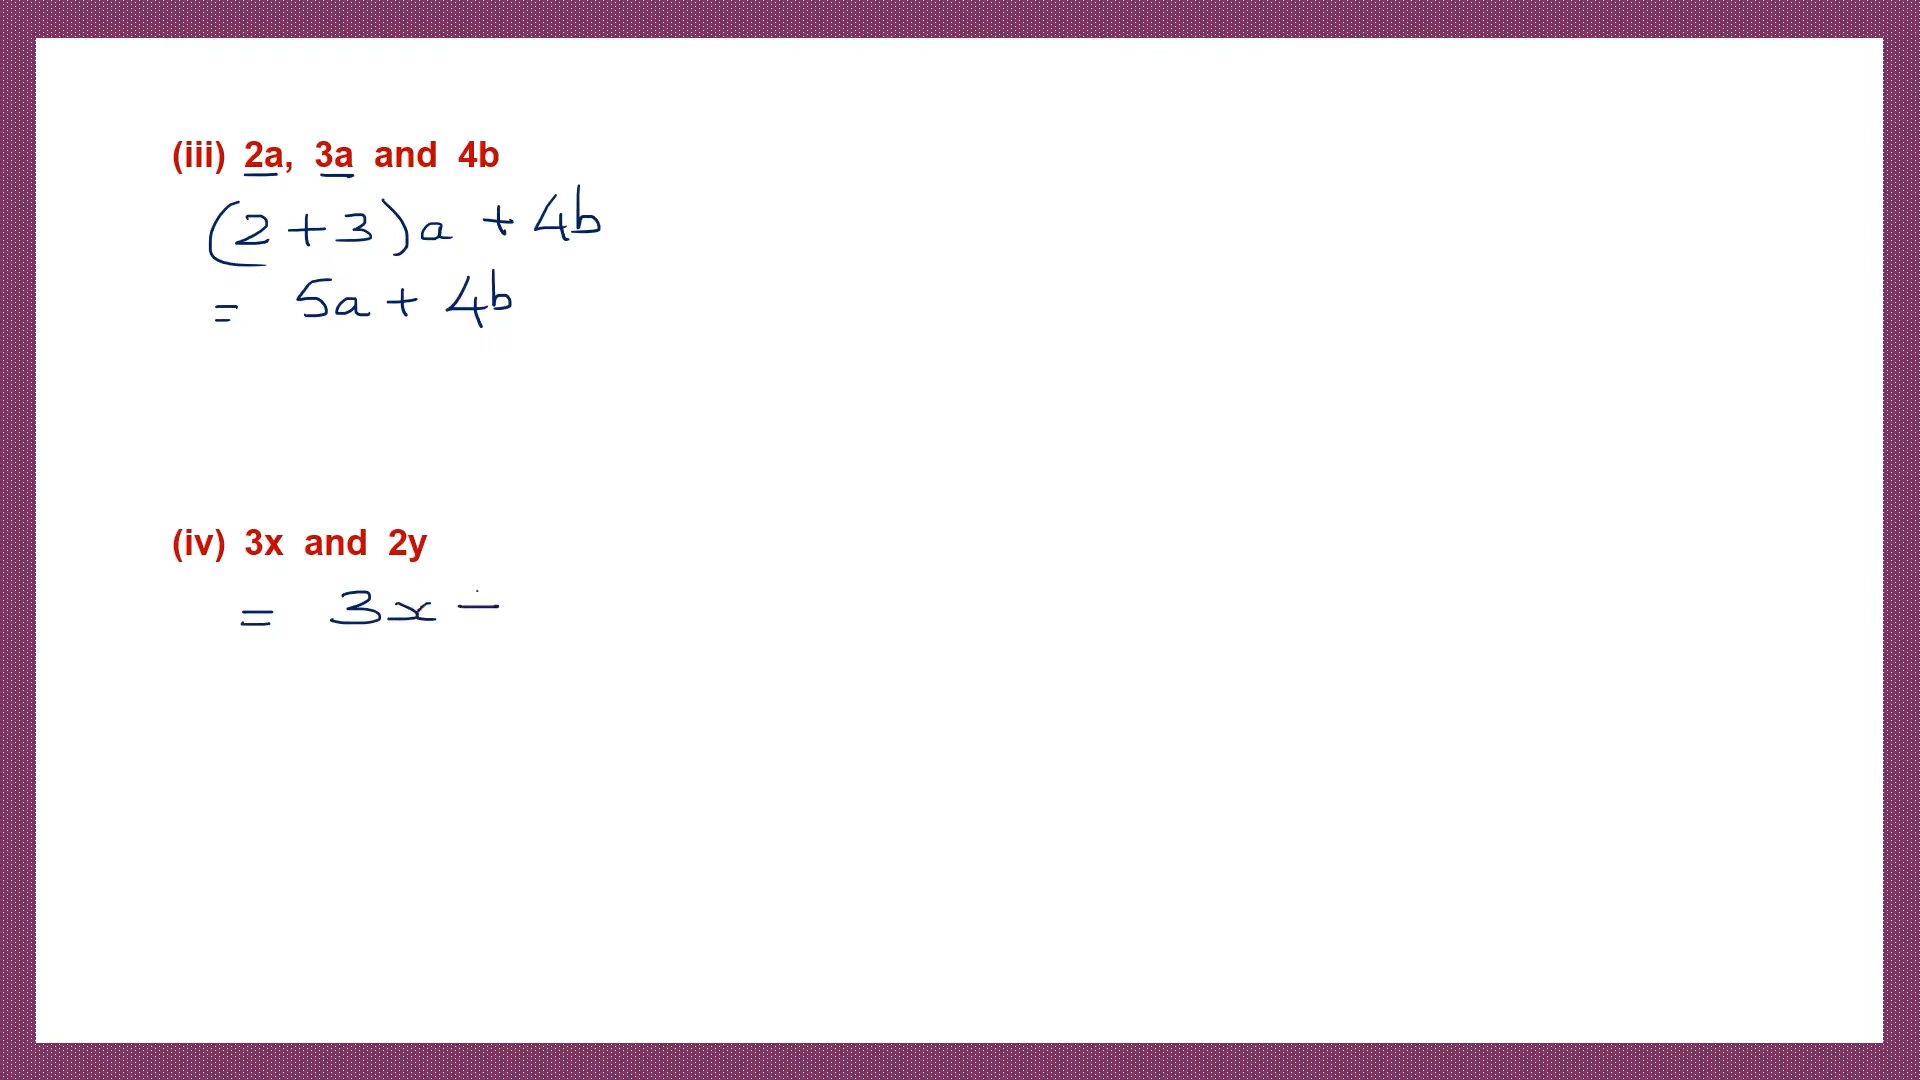 (iii) 2a, 3a and 4b
(2+3)a + 4b
= 5a + 4b
(iv) 3x and 2y
= 3x -